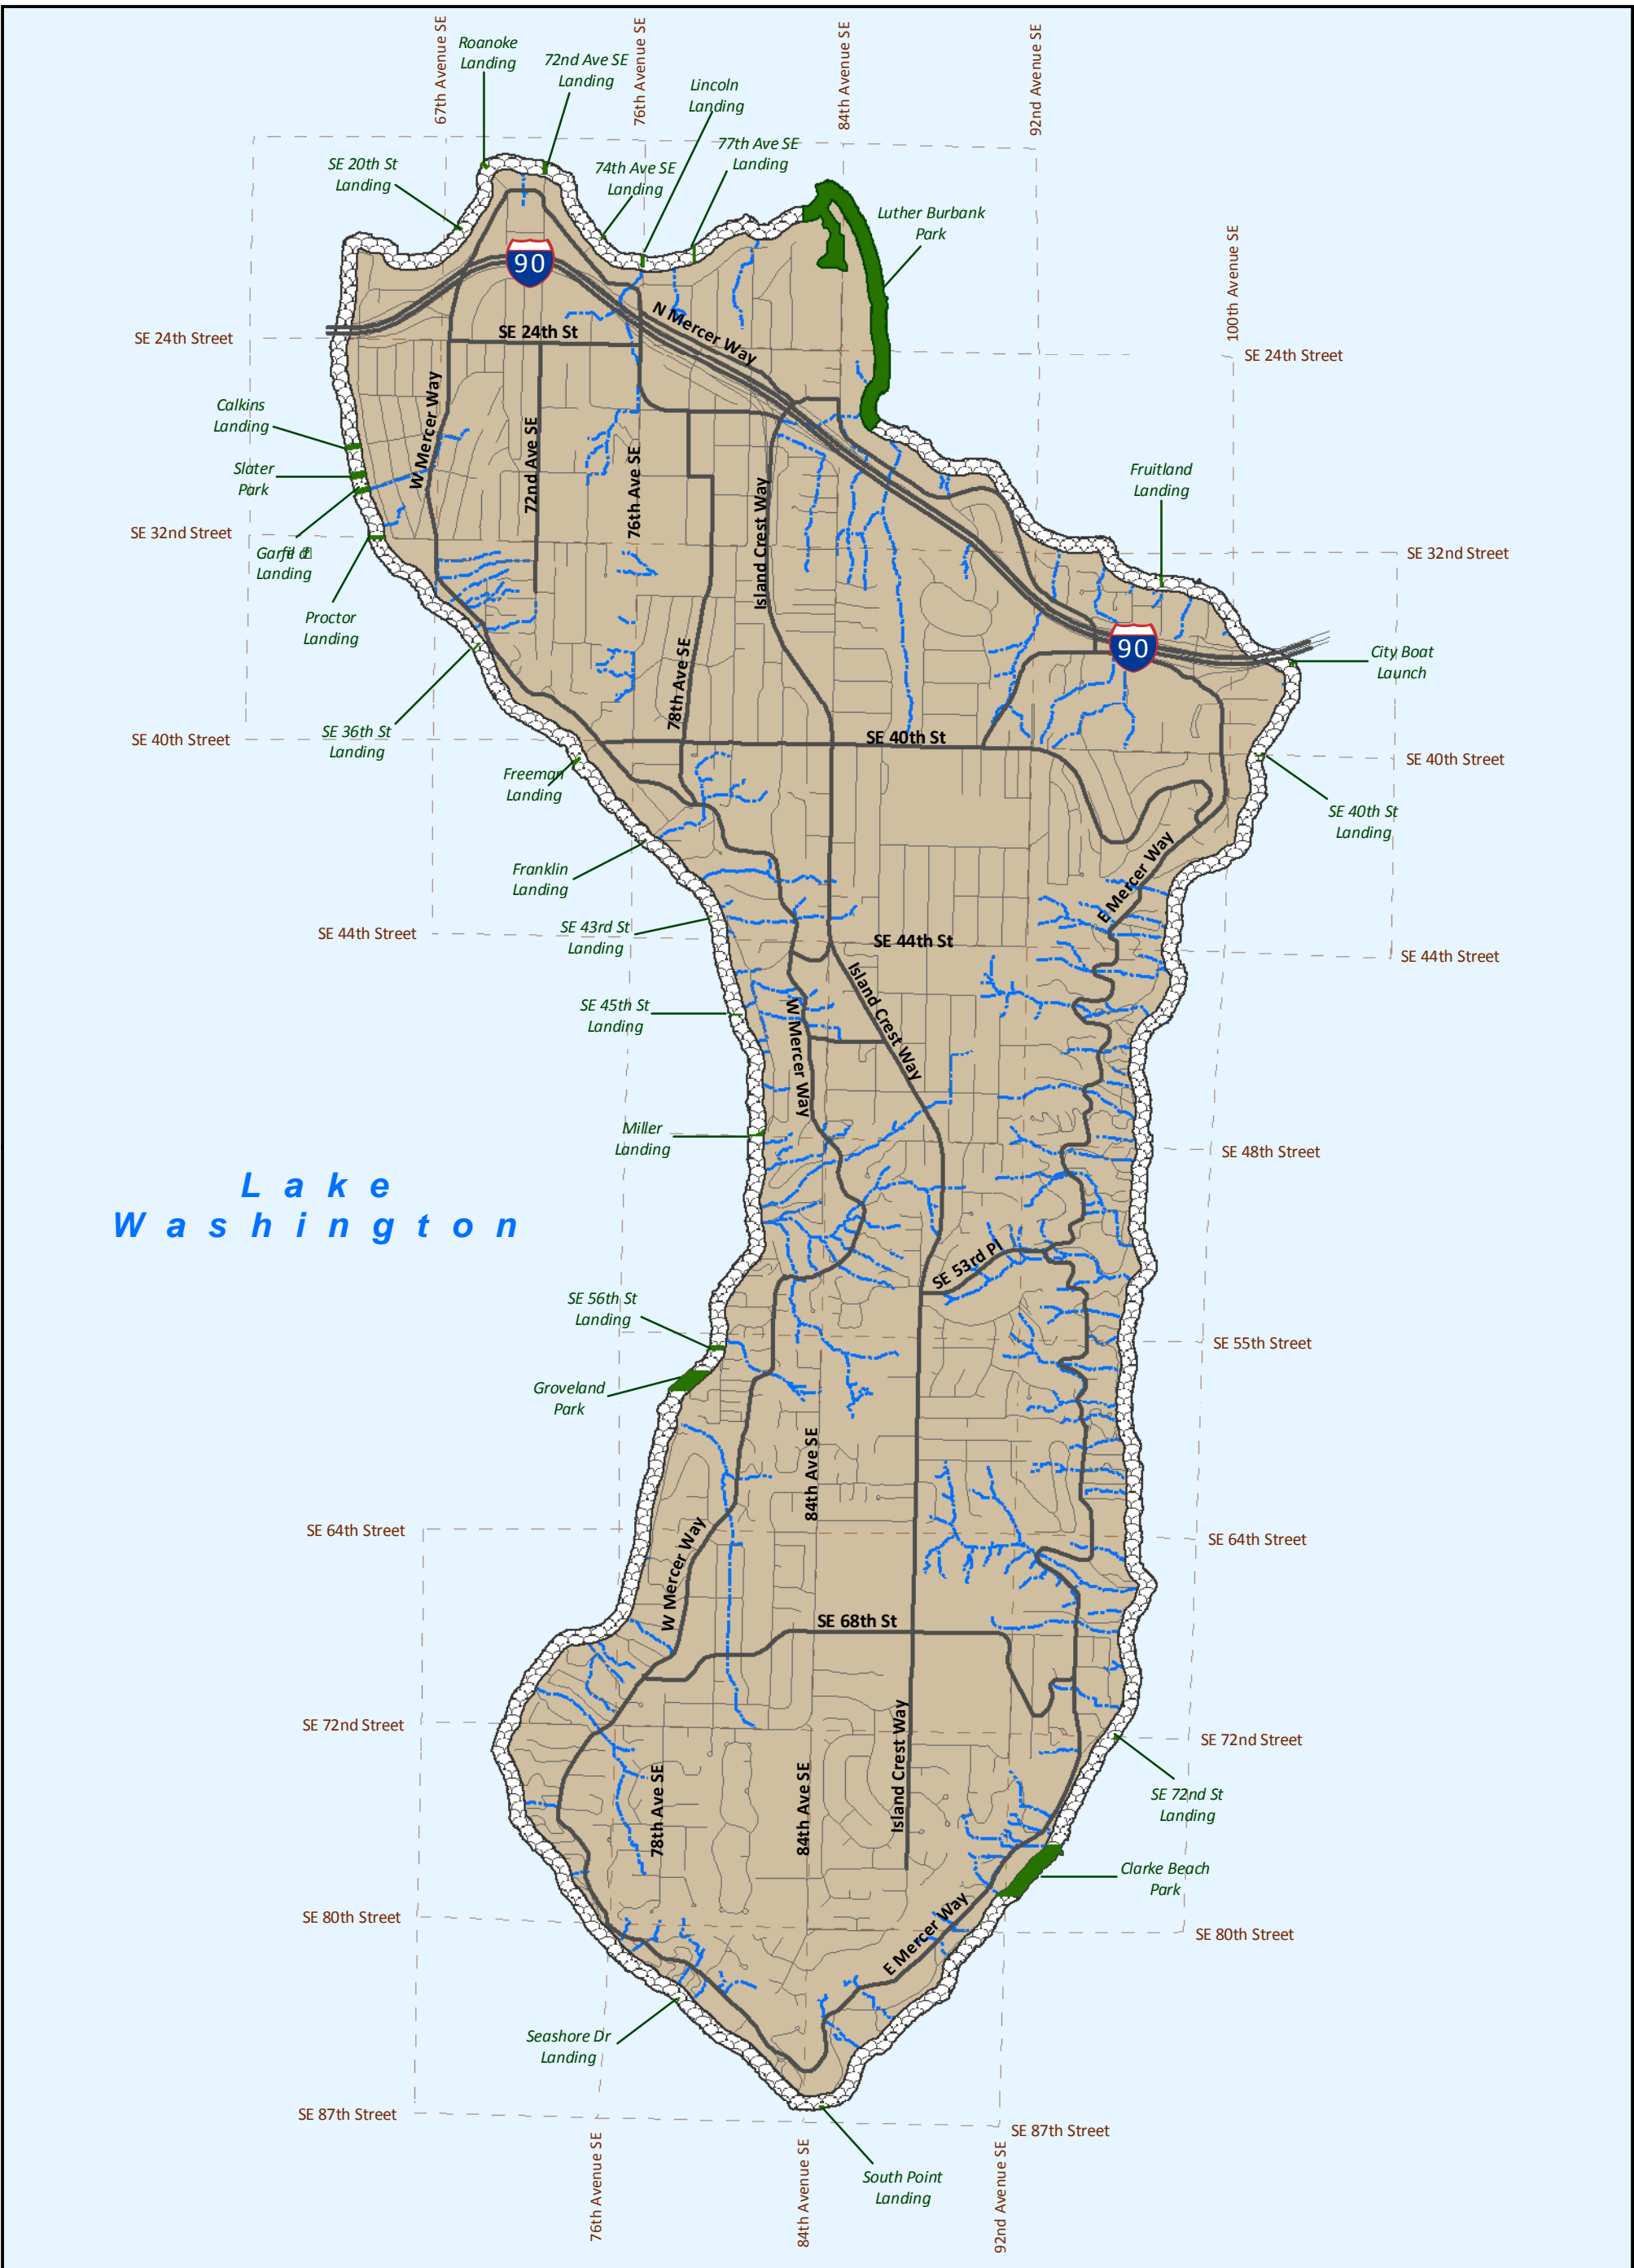 67th Avenue SE
Roanoke
Landing
72nd Ave SE
Landing
76th Avenue SE
Lincoln
Landing
84th Avenue SE
92nd Avenue SE
SE 20th St
Landing
74th Ave SE
Landing
77th Ave SE
Landing
Luther Burbank
Park
100th Avenue SE
90
SE 24th Street
SE 24th St
N Mercer Way
SE 24th Street
Calkins
Landing
W Mercer Way
72nd Ave SE
76th Ave SE
Island Crest Way
Slater
Park
Fruitland
Landing
SE 32nd Street
SE 32nd Street
Landing
Proctor
Landing
78th Ave SE
90
City Boat
Launch
SE 36th St
Landing
SE 40th Street
SE 40th St
SE 40th Street
Freeman
Landing
SE 40th St
Landing
Franklin
Landing
E Mercer Way
SE 43rd St
Landing
SE 44th Street
SE 44th St
SE 44th Street
Island Crest Way
SE 45th St
Landing
W Mercer Way
Miller
Landing
SE 48th Street
Lake
Washington
SE 53rd Pl
SE 56th St
Landing
SE 55th Street
Groveland
Park
84th Ave SE
SE 64th Street
SE 64th Street
W Mercer Way
SE 68th St
SE 72nd Street
Island Crest Way
SE 72nd Street
78th Ave SE
84th Ave SE
SE 72nd St
Landing
Clarke Beach
Park
E Mercer Way
SE 80th Street
SE 80th Street
Seashore Dr
Landing
SE 87th Street
SE 87th Street
South Point
Landing
76th Avenue SE
84th Avenue SE
92nd Avenue SE